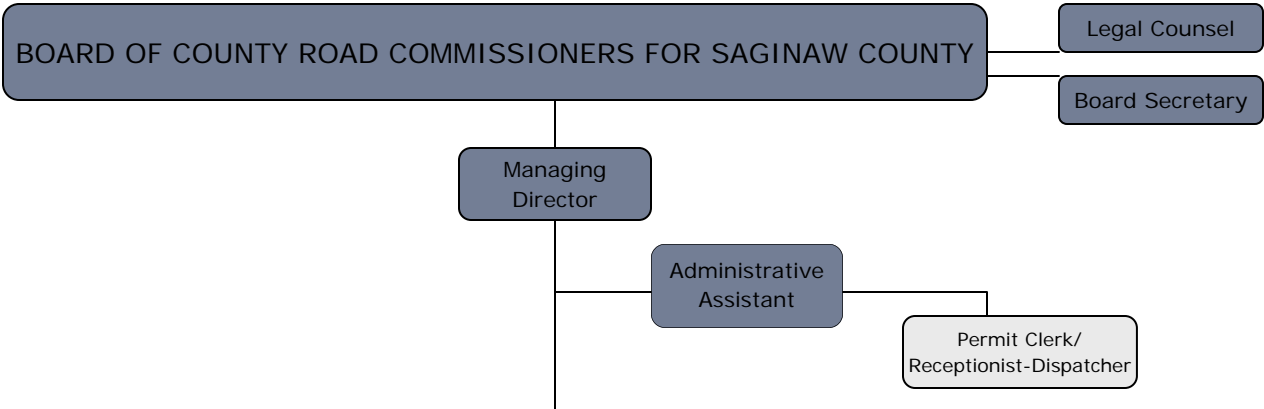 BOARD OF COUNTY ROAD COMMISSIONERS FOR SAGINAW COUNTY
Legal Counsel
Board Secretary
Managing
Director
Administrative
Assistant
Permit Clerk/
Receptionist-Dispatcher